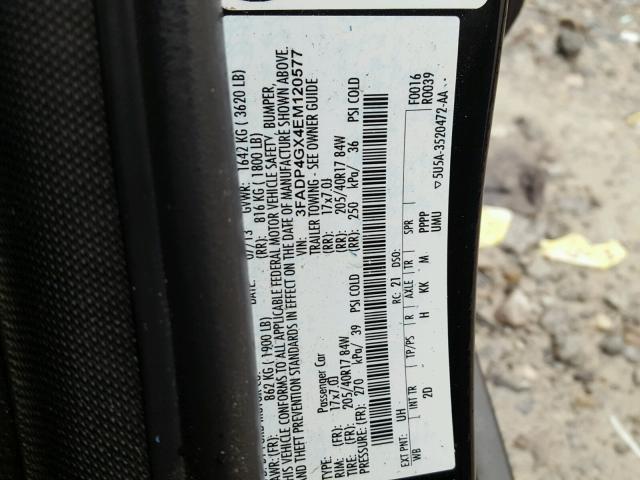 DATE: 07/13 GVWR: 1642 KG ( 3620 LB)
GAWR: (FR): 862 KG (1900 LB) (RR): 816 KG (1800 LB)
THIS VEHICLE CONFORMS TO ALL APPLICABLE FEDERAL MOTOR VEHICLE SAFETY, BUMPER,
AND THEFT PREVENTION STANDARDS IN EFFECT ON THE DATE OF MANUFACTURE SHOWN ABOVE.
VIN: 3FADP4GX4EM120577
TYPE: Passenger Car TRAILER TOWING - SEE OWNER GUIDE
RIM: (FR): 17x7.0J (RR): 17x7.0J
TIRE: (FR): 205/40R17 84W (RR): 205/40R17 84W
PRESSURE: (FR): 270 kPa/ 39 PSI COLD (RR): 250 kPa/ 36 PSI COLD
EXT PNT: UH RC: 21 DSO: F0016
R0039
WB INT TR TP/PS R AXLE TR SPR
2D H KK M PPPP
UMU
5U5A-3520472-AA